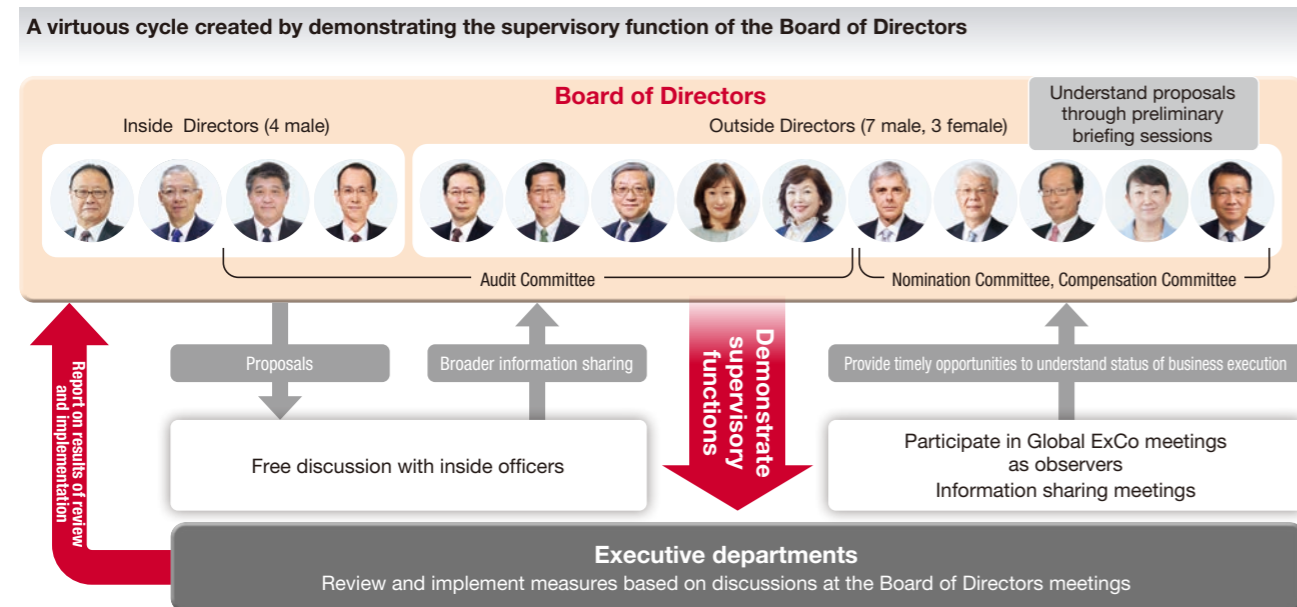 A virtuous cycle created by demonstrating the supervisory function of the Board of Directors
Board of Directors
Understand proposals
through preliminary
briefing sessions
Inside Directors (4 male)
Outside Directors (7 male, 3 female)
Audit Committee
Nomination Committee, Compensation Committee
Report on results of review
and implementation
Proposals
Broader information sharing
Demonstrate
supervisory
functions
Provide timely opportunities to understand status of business execution
Free discussion with inside officers
Participate in Global ExCo meetings
as observers
Information sharing meetings
Executive departments
Review and implement measures based on discussions at the Board of Directors meetings